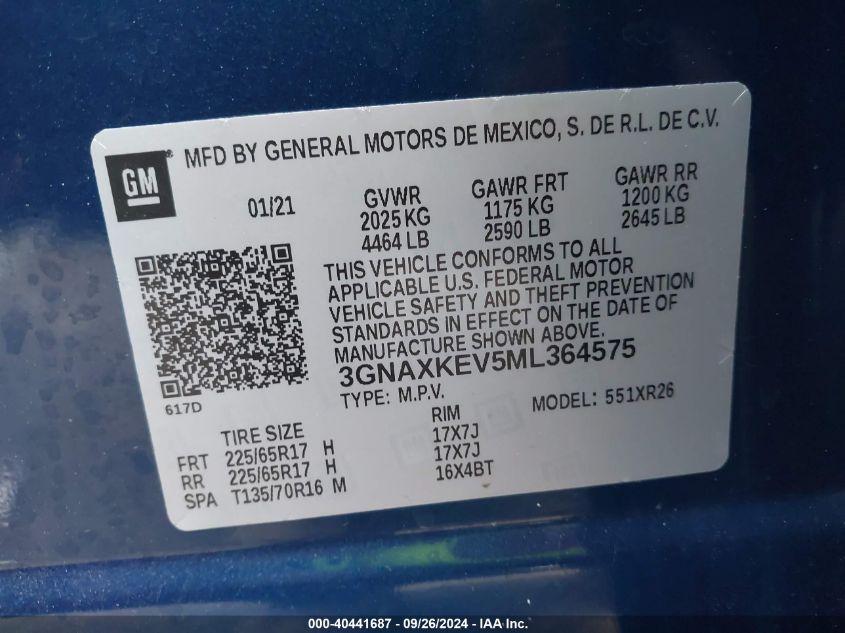 GM ® MFD BY GENERAL MOTORS DE MEXICO, S. DE R.L. DE C.V.
01/21
GVWR
2025 KG
4464 LB
GAWR FRT
1175 KG
2590 LB
GAWR RR
1200 KG
2645 LB
THIS VEHICLE CONFORMS TO ALL
APPLICABLE U.S. FEDERAL MOTOR
VEHICLE SAFETY AND THEFT PREVENTION
STANDARDS IN EFFECT ON THE DATE OF
MANUFACTURE SHOWN ABOVE.
3GNAXKEV5ML364575
617D
TYPE: M.P.V.
MODEL: 551XR26
TIRE SIZE RIM
FRT 225/65R17 H 17X7J
RR 225/65R17 H 17X7J
SPA T135/70R16 M 16X4BT
000-40441687 - 09/26/2024 - IAA Inc.